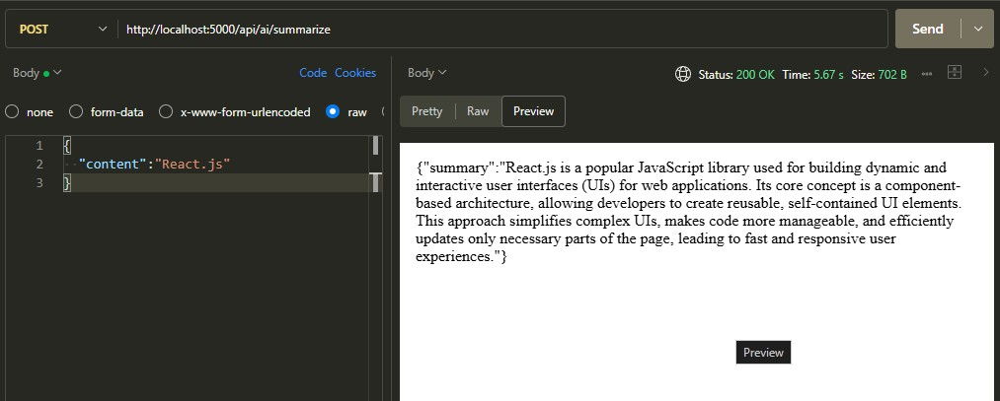 POST http://localhost:5000/api/ai/summarize Send
Body Code Cookies
none form-data x-www-form-urlencoded raw
1 {
2 "content":"React.js"
3 }
Body Status: 200 OK Time: 5.67 s Size: 702 B
Pretty Raw Preview
{"summary":"React.js is a popular JavaScript library used for building dynamic and
interactive user interfaces (UIs) for web applications. Its core concept is a component-
based architecture, allowing developers to create reusable, self-contained UI elements.
This approach simplifies complex UIs, makes code more manageable, and efficiently
updates only necessary parts of the page, leading to fast and responsive user
experiences."}
Preview